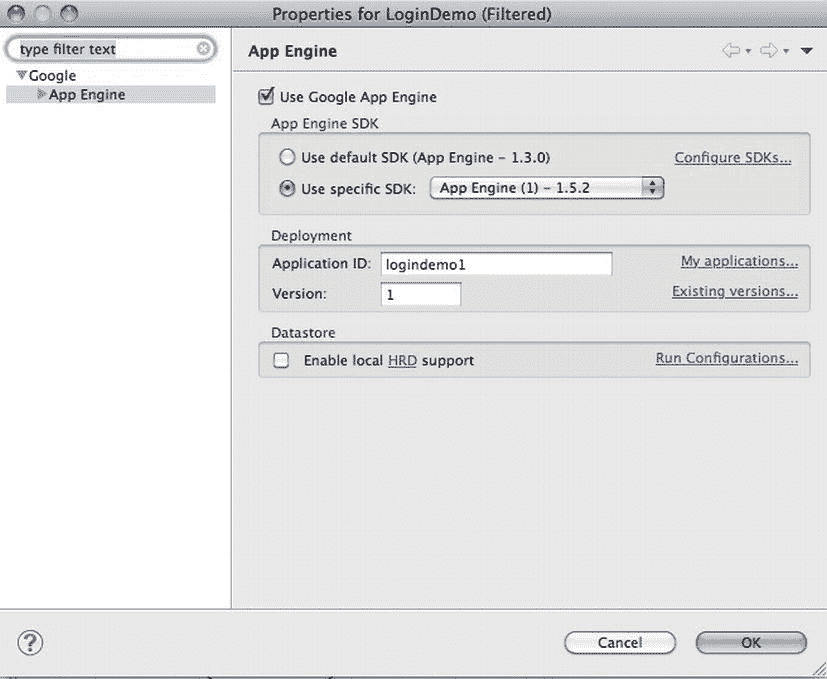 Properties for LoginDemo (Filtered)
type filter text
Google
App Engine
App Engine
Use Google App Engine
App Engine SDK
Use default SDK (App Engine - 1.3.0)
Configure SDKs...
Use specific SDK:
App Engine (1) - 1.5.2
Deployment
Application ID:
logindemo1
My applications...
Version:
1
Existing versions...
Datastore
Enable local HRD support
Run Configurations...
?
Cancel
OK